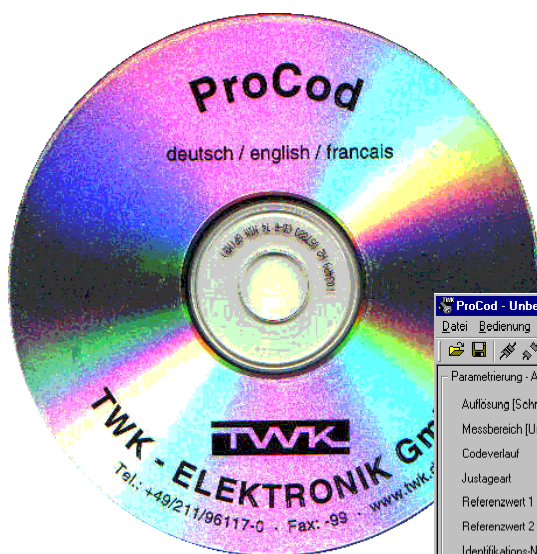 ProCod
deutsch / english / francais
TWK
TWK - ELEKTRONIK Gm
Tel.: +49/211/96117-0 · Fax: -99 · www.twk.d
ProCod - Unbe
Datei Bedienung
Parametrierung - A
Auflösung [Schr
Messbereich [U
Codeverlauf
Justageart
Referenzwert 1
Referenzwert 2
Identifikations-N